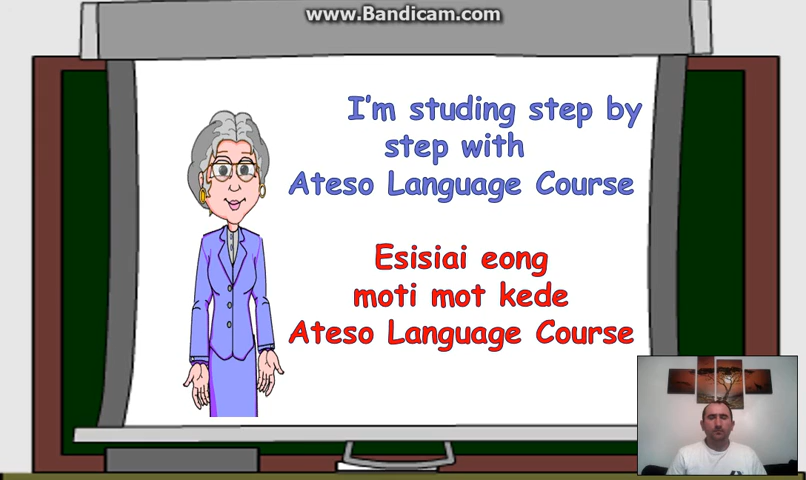 www.Bandicam.com
I'm studing step by
step with
Ateso Language Course
Esisiai eong
moti mot kede
Ateso Language Course